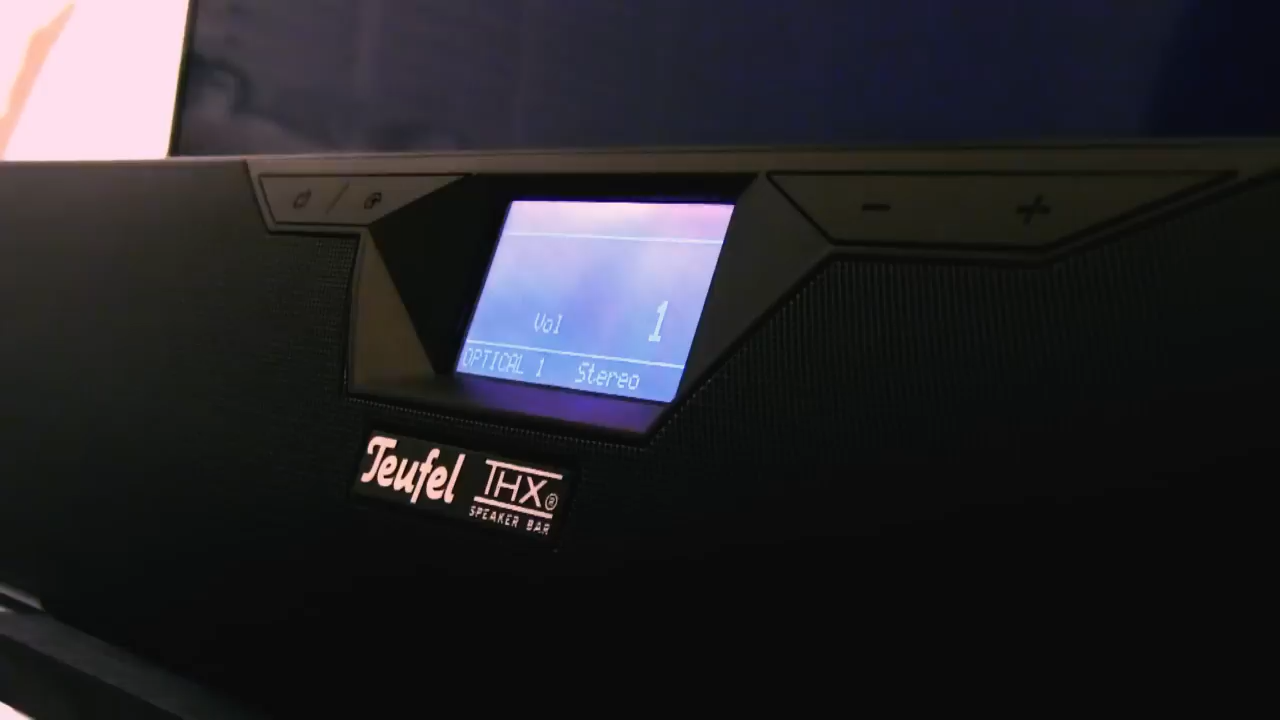 - +
Vol 1
OPTICAL 1 Stereo
Teufel THX®
SPEAKER BAR